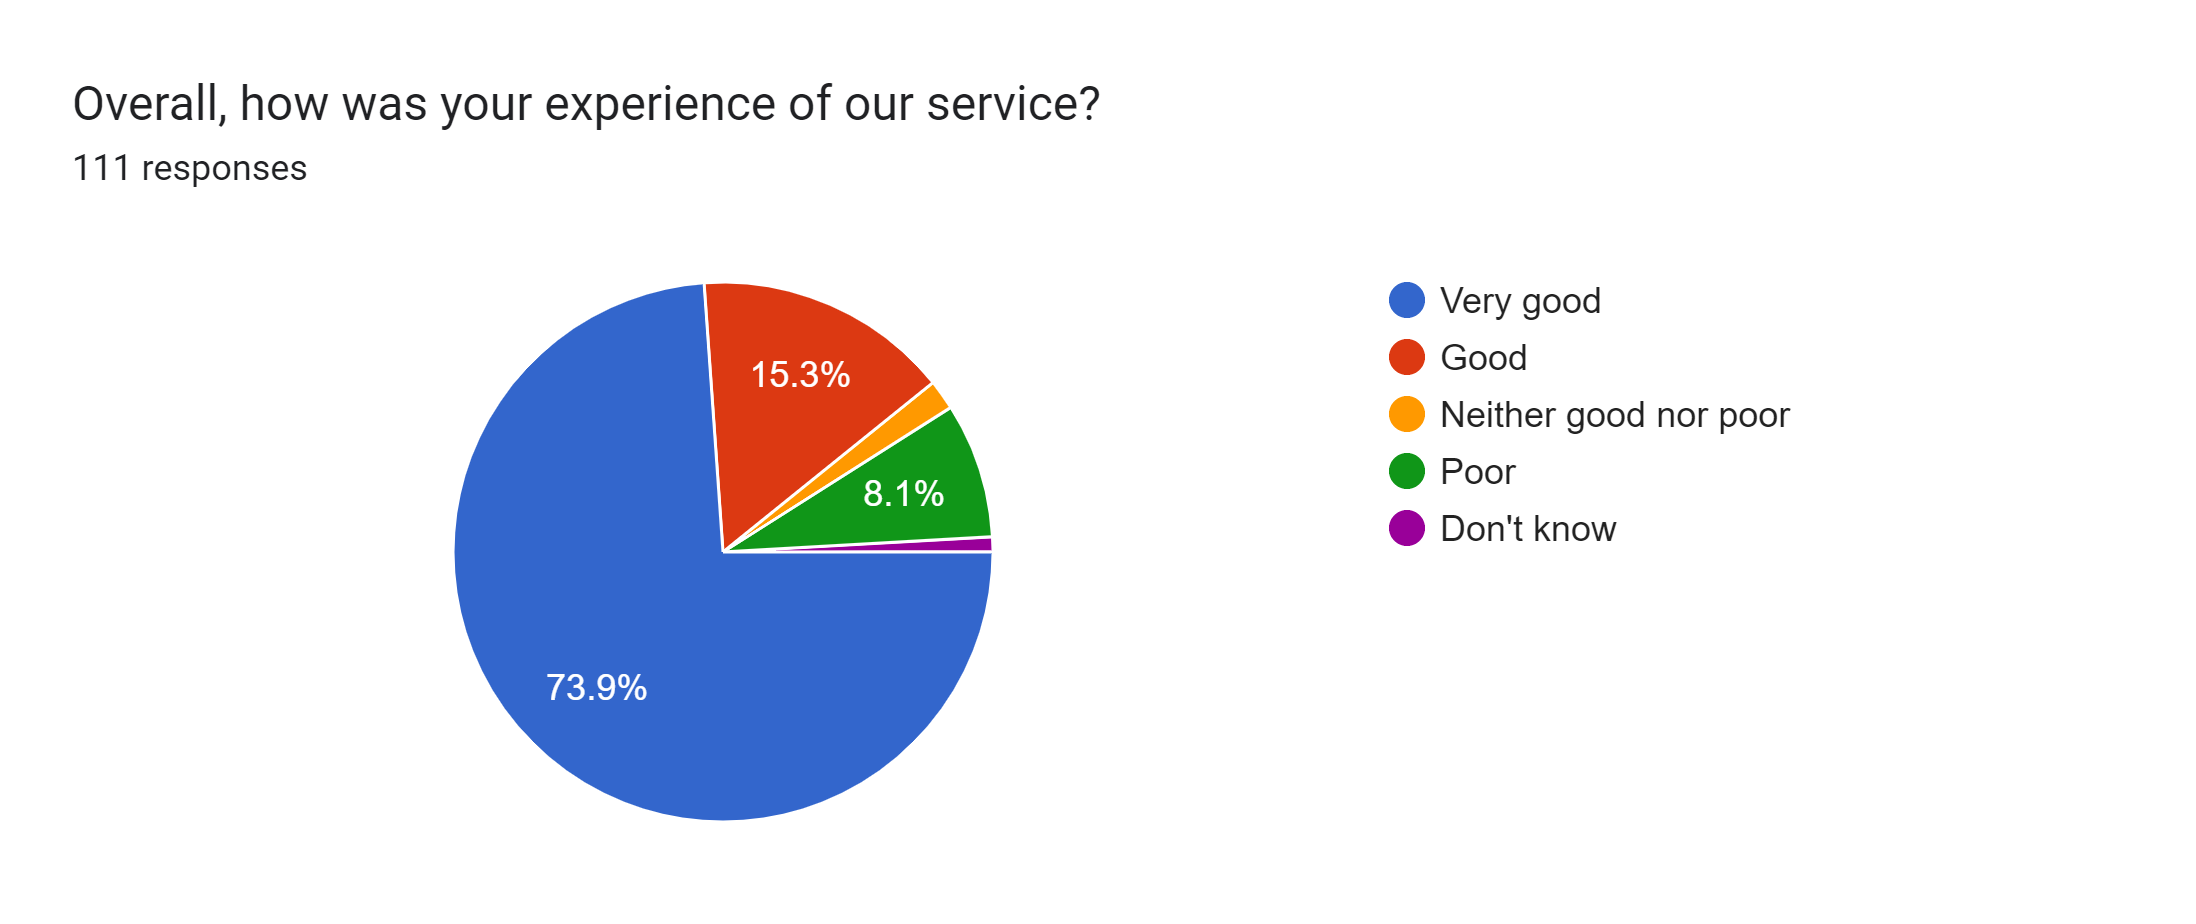 Overall, how was your experience of our service?
111 responses
15.3%
8.1%
73.9%
Very good
Good
Neither good nor poor
Poor
Don't know